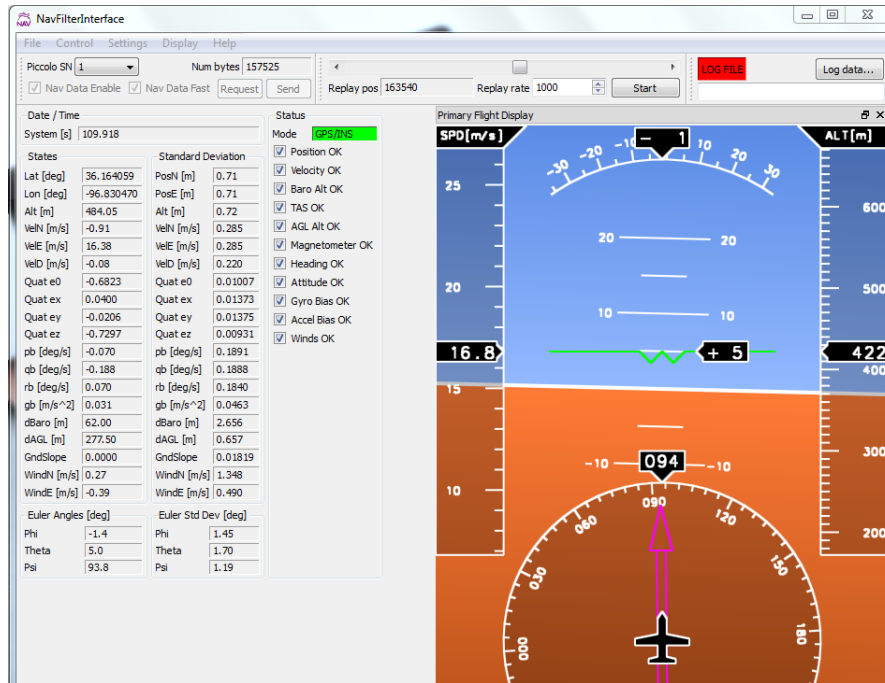 NavFilterInterface
File Control Settings Display Help
Piccolo SN 1 Num bytes 157525
Nav Data Enable Nav Data Fast Request Send
Replay pos 163540 Replay rate 1000 Start
LOG FILE Log data...
Date / Time
System [s] 109.918
States Standard Deviation
Lat [deg] 36.164059 PosN [m] 0.71
Lon [deg] -96.830470 PosE [m] 0.71
Alt [m] 484.05 Alt [m] 0.72
VelN [m/s] -0.91 VelN [m/s] 0.285
VelE [m/s] 16.38 VelE [m/s] 0.285
VelD [m/s] -0.08 VelD [m/s] 0.220
Quat e0 -0.6823 Quat e0 0.01007
Quat ex 0.0400 Quat ex 0.01373
Quat ey -0.0206 Quat ey 0.01375
Quat ez -0.7297 Quat ez 0.00931
pb [deg/s] -0.070 pb [deg/s] 0.1891
qb [deg/s] -0.188 qb [deg/s] 0.1888
rb [deg/s] 0.070 rb [deg/s] 0.1840
gb [m/s^2] 0.031 gb [m/s^2] 0.0463
dBaro [m] 62.00 dBaro [m] 2.656
dAGL [m] 277.50 dAGL [m] 0.657
GndSlope 0.0000 GndSlope 0.01819
WindN [m/s] 0.27 WindN [m/s] 1.348
WindE [m/s] -0.39 WindE [m/s] 0.490
Euler Angles [deg] Euler Std Dev [deg]
Phi -1.4 Phi 1.45
Theta 5.0 Theta 1.70
Psi 93.8 Psi 1.19
Status
Mode GPS/INS
Position OK
Velocity OK
Baro Alt OK
TAS OK
AGL Alt OK
Magnetometer OK
Heading OK
Attitude OK
Gyro Bias OK
Accel Bias OK
Winds OK
Primary Flight Display
SPD[m/s] - 1 ALT[m]
-30 -20 -10 10 20 30
25 600
20 20
20 500
10 10
16.8 + 5 422
400
15
300
-10 094 -10
10
200
060 090 120
030 150
000 180